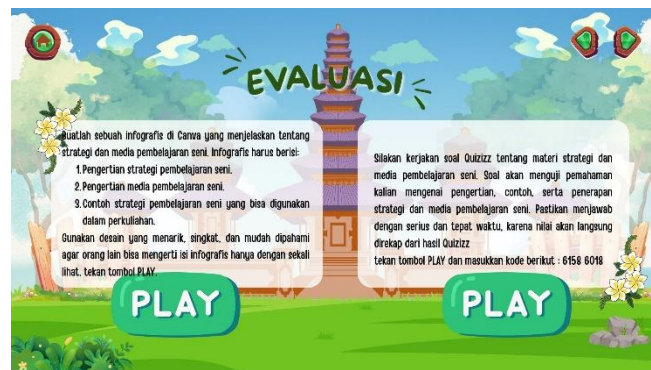 EVALUASI
Buatlah sebuah infografis di Canva yang menjelaskan tentang
strategi dan media pembelajaran seni. Infografis harus berisi:
1. Pengertian strategi pembelajaran seni.
2. Pengertian media pembelajaran seni.
3. Contoh strategi pembelajaran seni yang bisa digunakan
dalam perkuliahan.
Gunakan desain yang menarik, singkat, dan mudah dipahami
agar orang lain bisa mengerti isi infografis hanya dengan sekali
lihat. tekan tombol PLAY.
PLAY
Silakan kerjakan soal Quizizz tentang materi strategi dan
media pembelajaran seni. Soal akan menguji pemahaman
kalian mengenai pengertian, contoh, serta penerapan
strategi dan media pembelajaran seni. Pastikan menjawab
dengan serius dan tepat waktu, karena nilai akan langsung
direkap dari hasil Quizizz
tekan tombol PLAY dan masukkan kode berikut : 6158 6018
PLAY